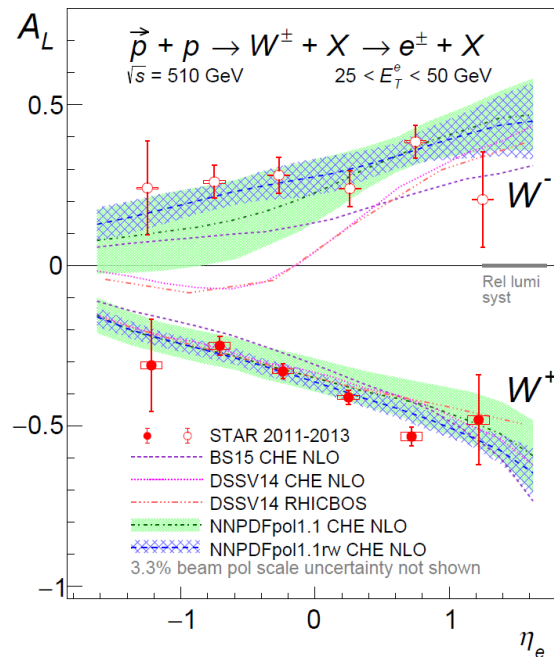 A_L
p⃗ + p → W± + X → e± + X
√s = 510 GeV 25 < E_T^e < 50 GeV
0.5
W⁻
0
Rel lumi
syst
W⁺
−0.5
STAR 2011-2013
BS15 CHE NLO
DSSV14 CHE NLO
DSSV14 RHICBOS
NNPDFpol1.1 CHE NLO
NNPDFpol1.1rw CHE NLO
3.3% beam pol scale uncertainty not shown
−1
−1 0 1
η_e